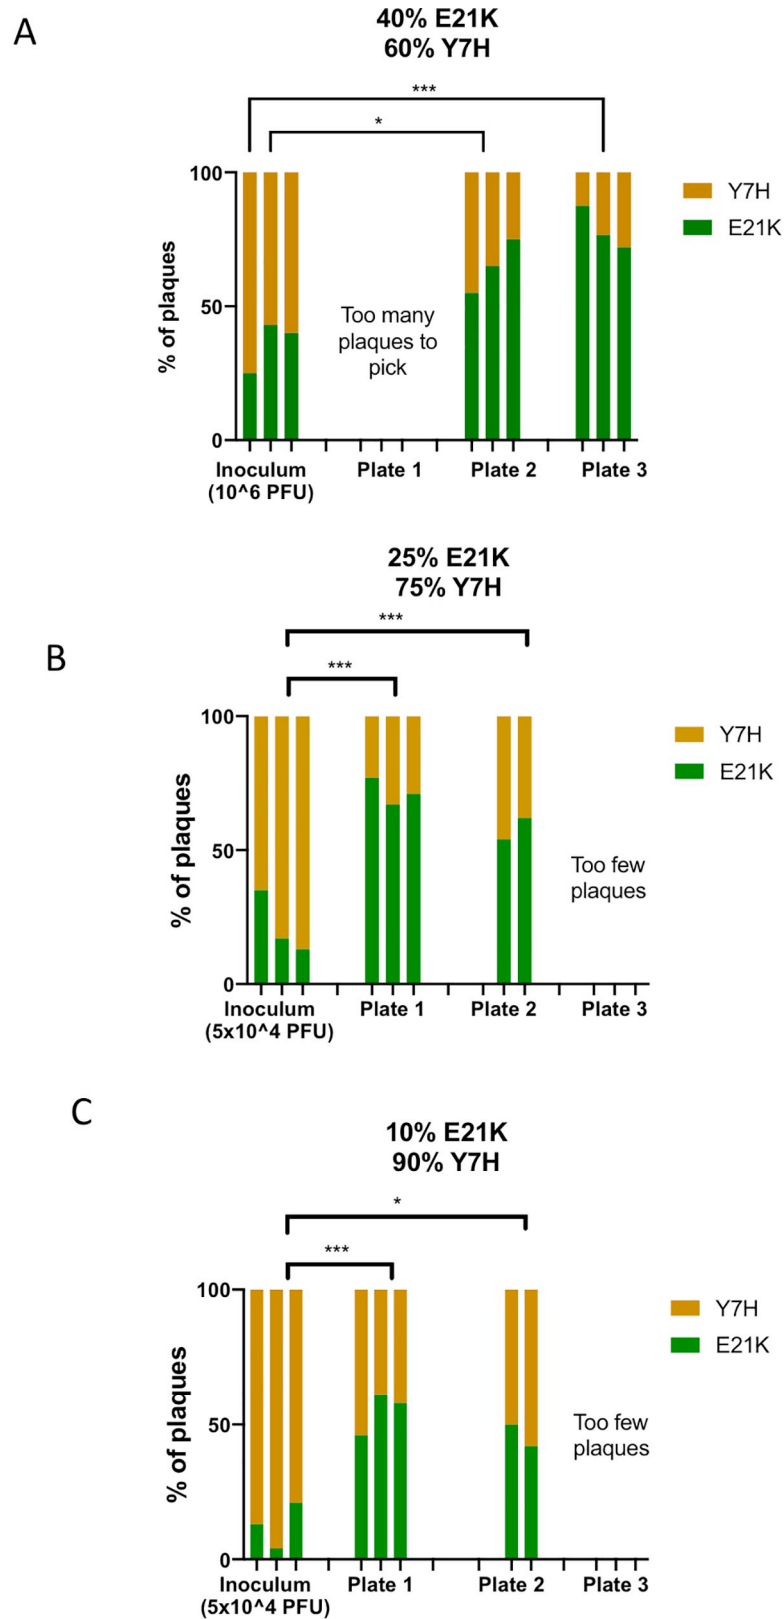 A
40% E21K
60% Y7H
***
*
100
50
0
% of plaques
Too many
plaques to
pick
Y7H
E21K
Inoculum
(10^6 PFU)
Plate 1
Plate 2
Plate 3
B
25% E21K
75% Y7H
***
***
100
50
0
% of plaques
Too few
plaques
Y7H
E21K
Inoculum
(5x10^4 PFU)
Plate 1
Plate 2
Plate 3
C
10% E21K
90% Y7H
*
***
100
50
0
% of plaques
Too few
plaques
Y7H
E21K
Inoculum
(5x10^4 PFU)
Plate 1
Plate 2
Plate 3